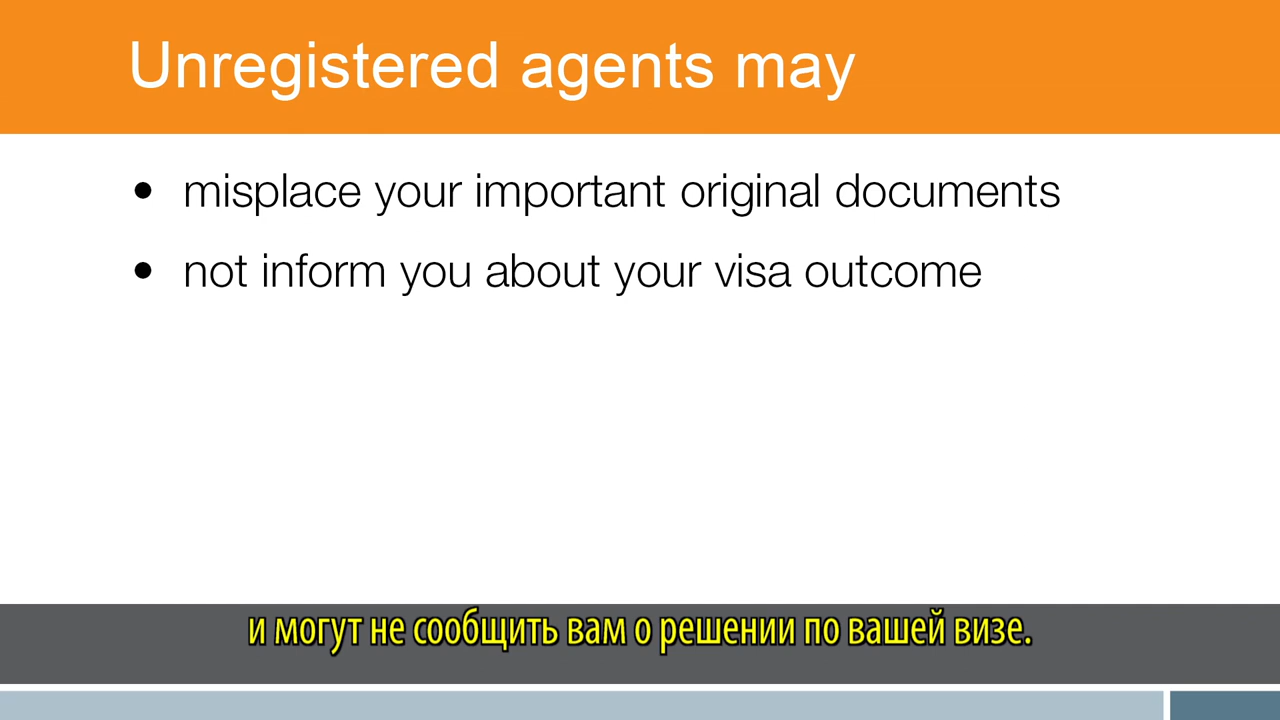 Unregistered agents may
• misplace your important original documents
• not inform you about your visa outcome
и могут не сообщить вам о решении по вашей визе.